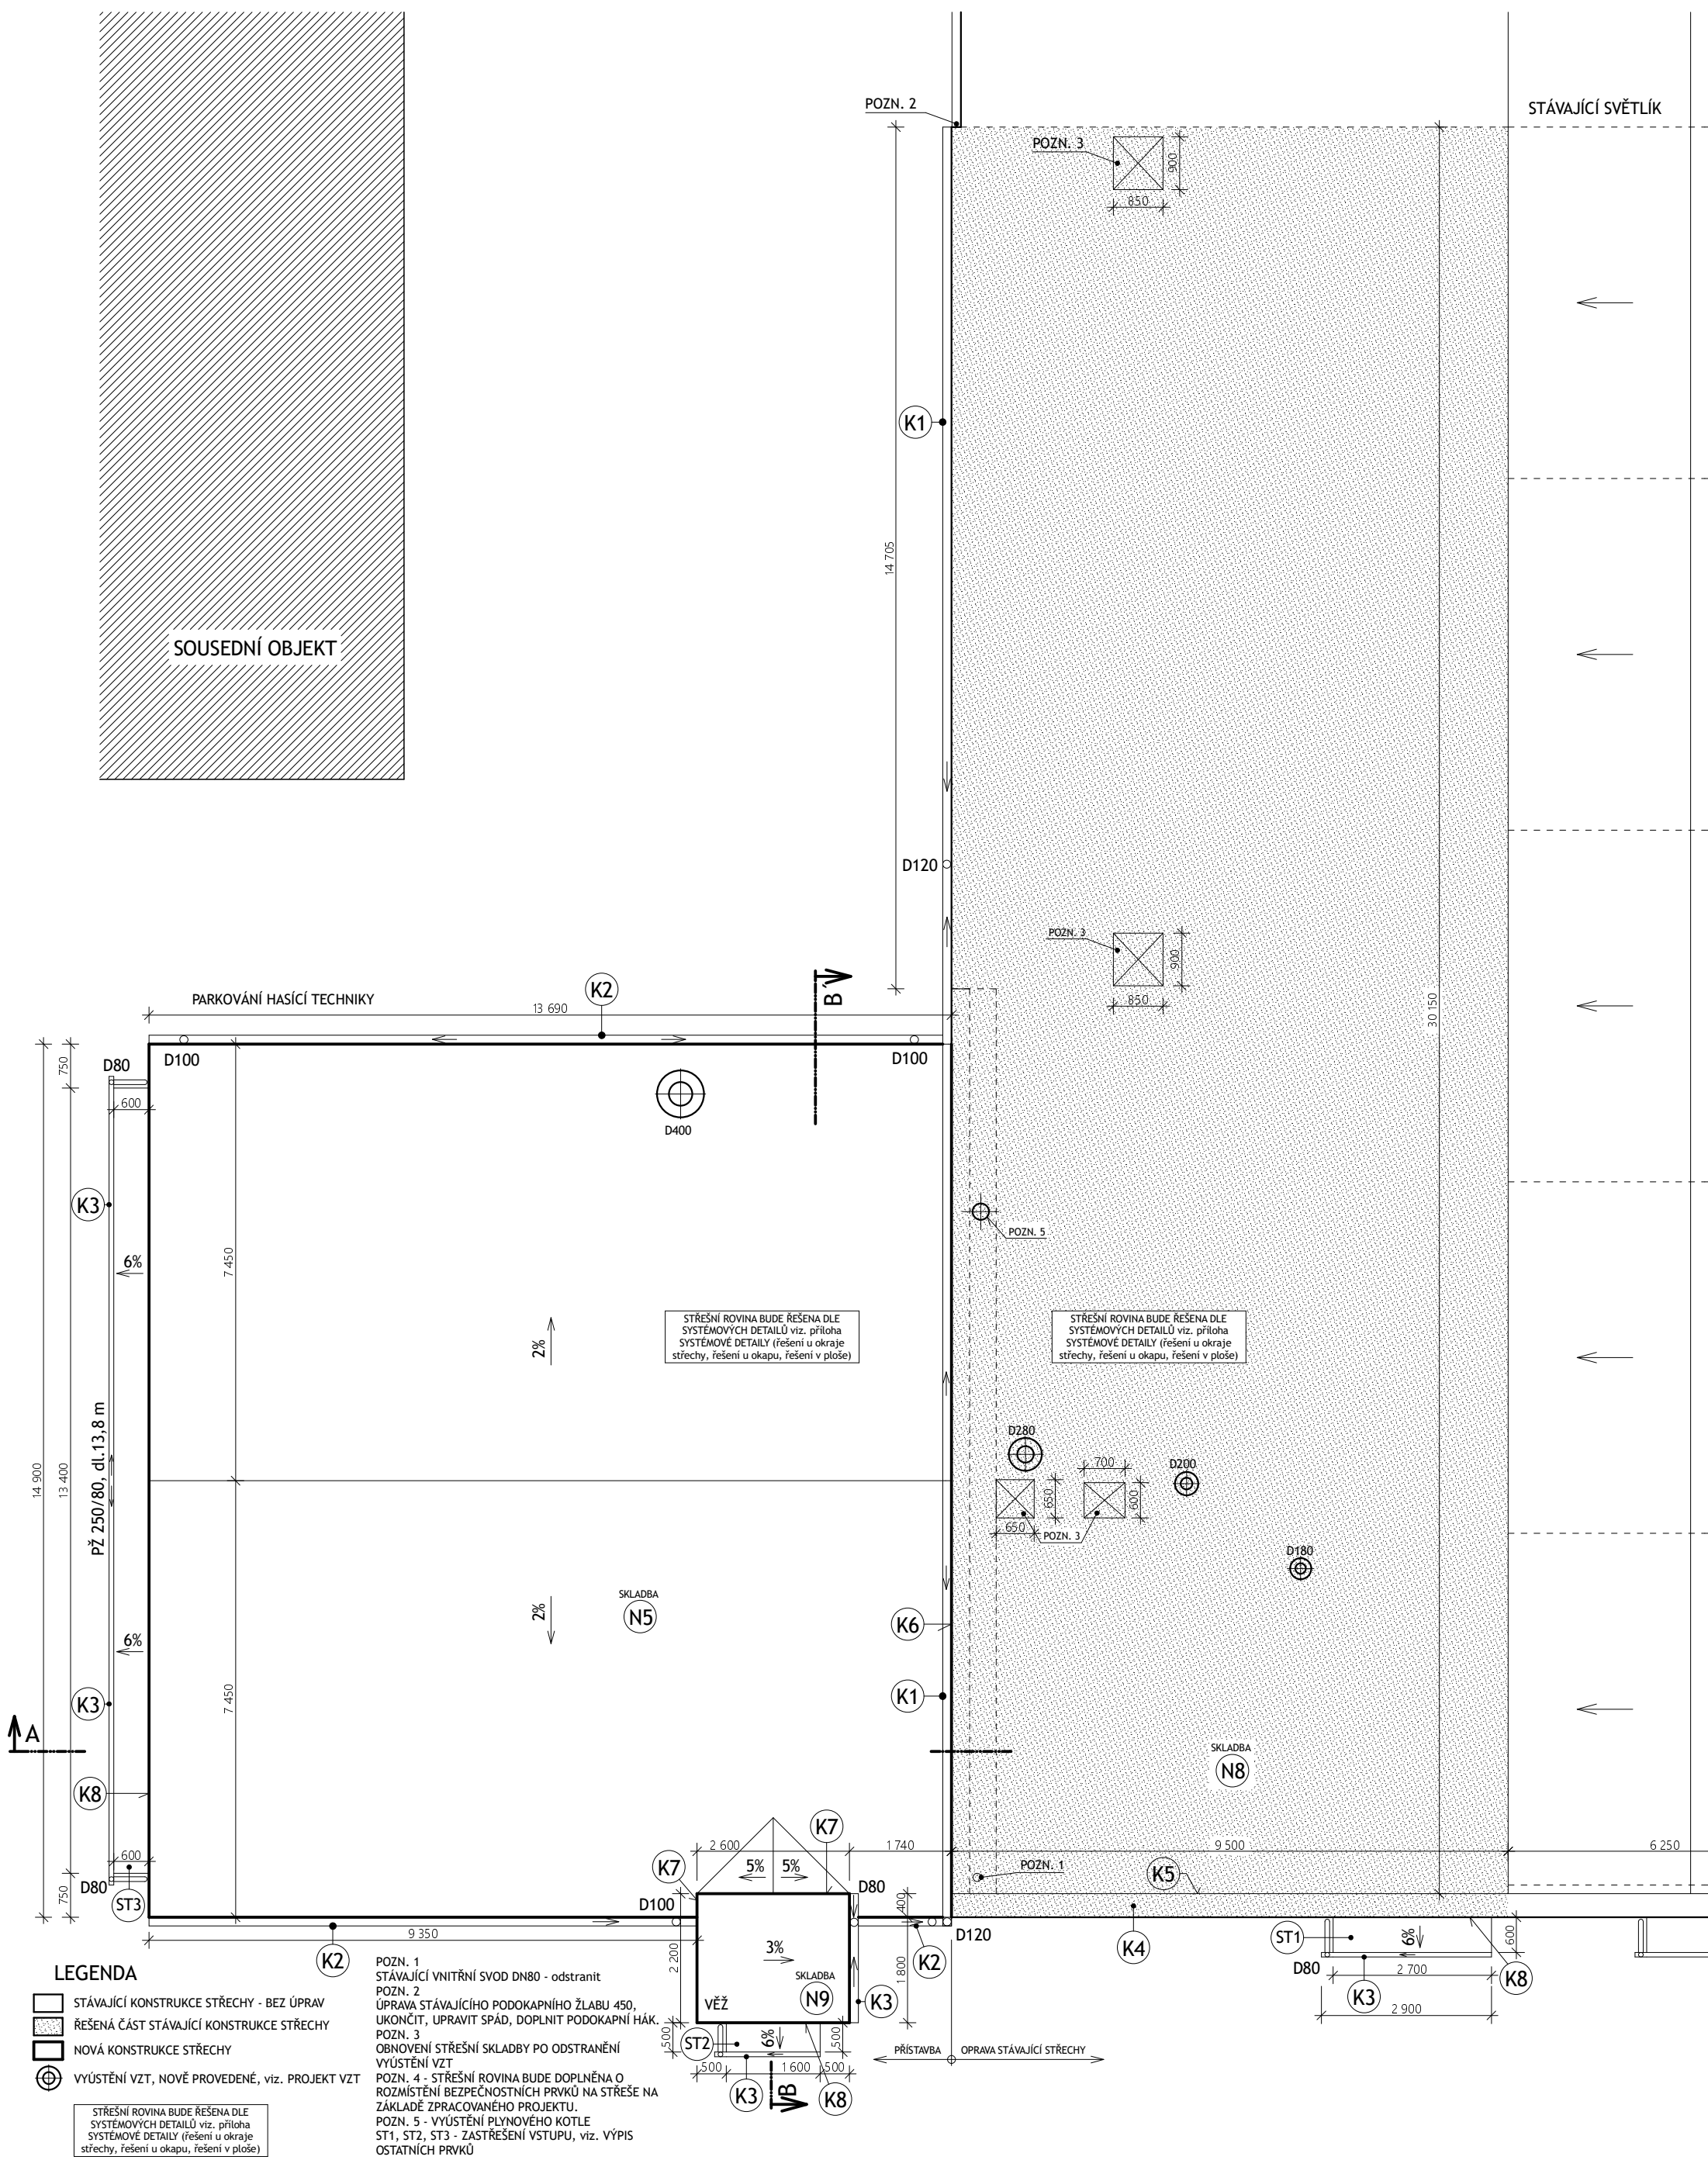 POZN. 2
STÁVAJÍCÍ SVĚTLÍK
POZN. 3
900
850
K1
14 705
SOUSEDNÍ OBJEKT
D120
POZN. 3
900
850
30 150
K2
B
PARKOVÁNÍ HASÍCÍ TECHNIKY
13 690
D80
D100
D100
750
600
D400
K3
POZN. 5
6%
7 450
STŘEŠNÍ ROVINA BUDE ŘEŠENA DLE
SYSTÉMOVÝCH DETAILŮ viz. příloha
SYSTÉMOVÉ DETAILY (řešení u okraje
střechy, řešení u okapu, řešení v ploše)
STŘEŠNÍ ROVINA BUDE ŘEŠENA DLE
SYSTÉMOVÝCH DETAILŮ viz. příloha
SYSTÉMOVÉ DETAILY (řešení u okraje
střechy, řešení u okapu, řešení v ploše)
2%
D280
700
D200
14 900
13 400
PŽ 250/80, dl.13,8 m
650
600
650
POZN. 3
D180
SKLADBA
N5
2%
K6
6%
K3
7 450
K1
A
SKLADBA
N8
K8
K7
2 600
1 740
9 500
6 250
600
K7
5%
5%
POZN. 1
K5
D80
ST3
750
D100
D80
400
9 350
K2
D120
K2
K4
ST1
6%
600
K8
D80
2 700
K3
2 900
2 200
3%
1 800
SKLADBA
N9
VĚŽ
K3
500
ST2
6%
500
PŘÍSTAVBA
OPRAVA STÁVAJÍCÍ STŘECHY
500
1 600
500
K3
B
K8
LEGENDA
STÁVAJÍCÍ KONSTRUKCE STŘECHY - BEZ ÚPRAV
ŘEŠENÁ ČÁST STÁVAJÍCÍ KONSTRUKCE STŘECHY
NOVÁ KONSTRUKCE STŘECHY
VYÚSTĚNÍ VZT, NOVĚ PROVEDENÉ, viz. PROJEKT VZT
STŘEŠNÍ ROVINA BUDE ŘEŠENA DLE
SYSTÉMOVÝCH DETAILŮ viz. příloha
SYSTÉMOVÉ DETAILY (řešení u okraje
střechy, řešení u okapu, řešení v ploše)
POZN. 1
STÁVAJÍCÍ VNITŘNÍ SVOD DN80 - odstranit
POZN. 2
ÚPRAVA STÁVAJÍCÍHO PODOKAPNÍHO ŽLABU 450,
UKONČIT, UPRAVIT SPÁD, DOPLNIT PODOKAPNÍ HÁK.
POZN. 3
OBNOVENÍ STŘEŠNÍ SKLADBY PO ODSTRANĚNÍ
VYÚSTĚNÍ VZT
POZN. 4 - STŘEŠNÍ ROVINA BUDE DOPLNĚNA O
ROZMÍSTĚNÍ BEZPEČNOSTNÍCH PRVKŮ NA STŘEŠE NA
ZÁKLADĚ ZPRACOVANÉHO PROJEKTU.
POZN. 5 - VYÚSTĚNÍ PLYNOVÉHO KOTLE
ST1, ST2, ST3 - ZASTŘEŠENÍ VSTUPU, viz. VÝPIS
OSTATNÍCH PRVKŮ